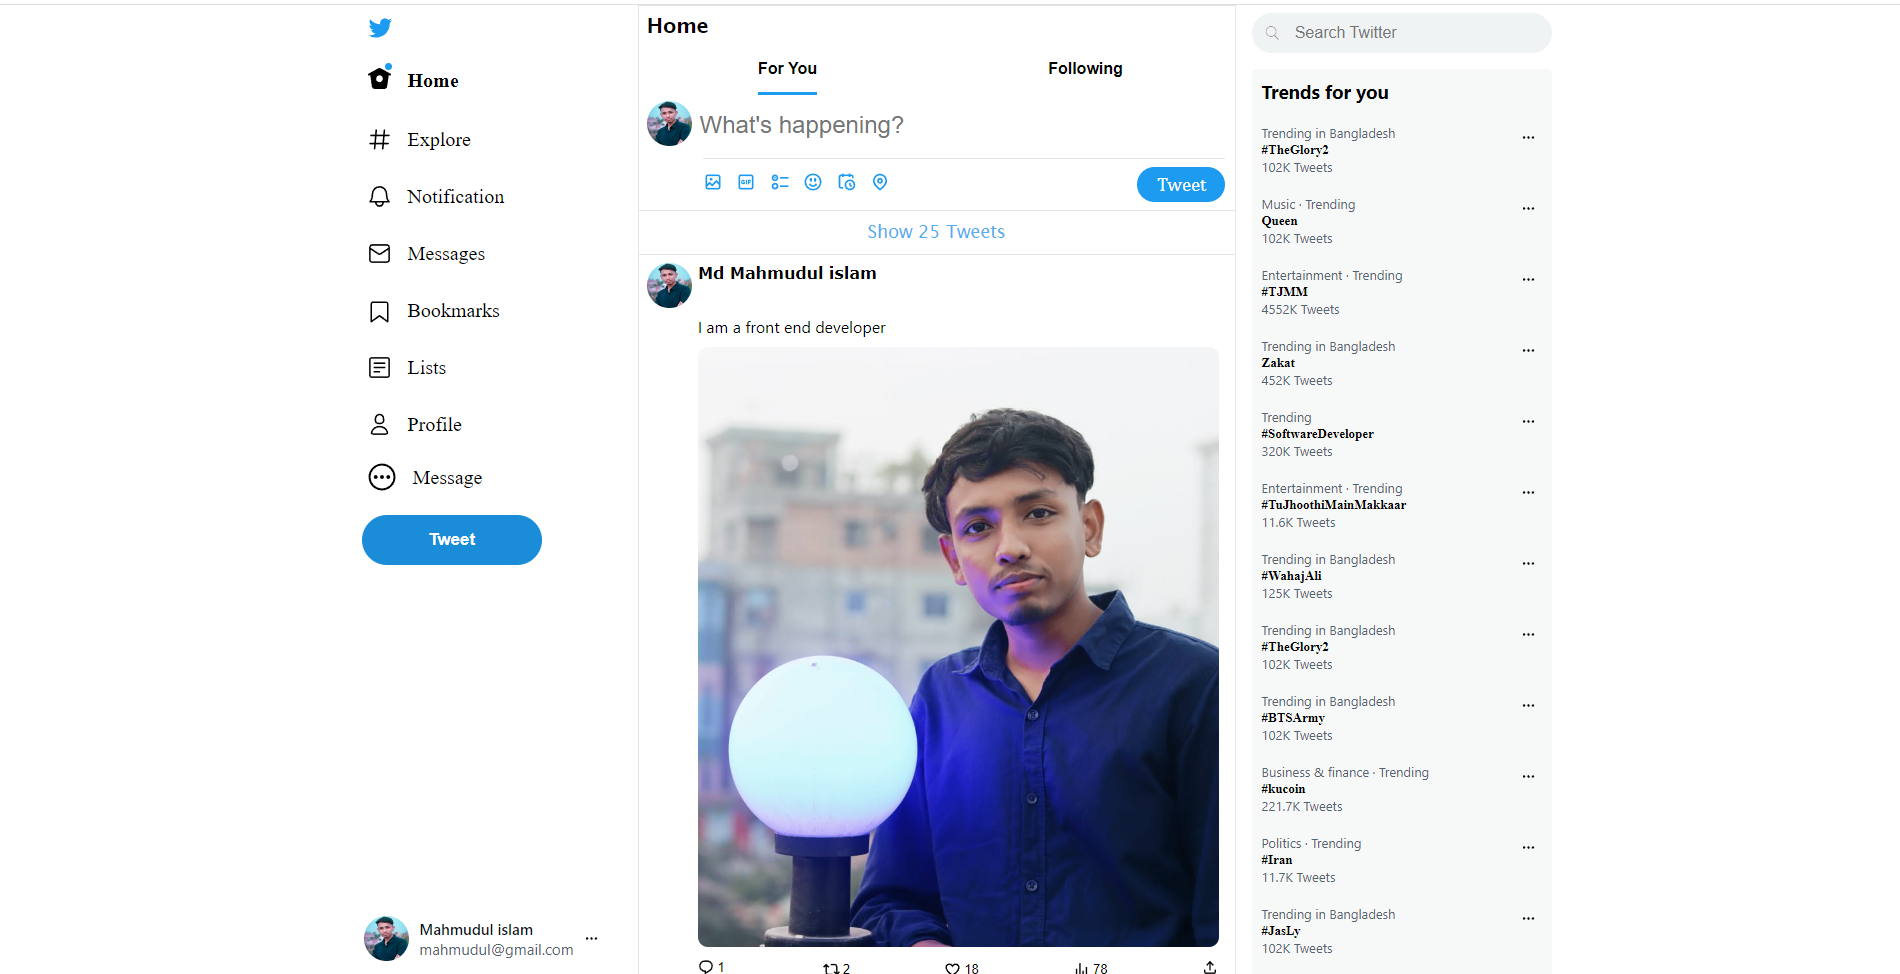 Home
Explore
Notification
Messages
Bookmarks
Lists
Profile
Message
Tweet
Mahmudul islam
mahmudul@gmail.com
Home
For You
Following
What's happening?
GIF
Tweet
Show 25 Tweets
Md Mahmudul islam
I am a front end developer
1
2
18
78
Search Twitter
Trends for you
Trending in Bangladesh
#TheGlory2
102K Tweets
Music · Trending
Queen
102K Tweets
Entertainment · Trending
#TJMM
4552K Tweets
Trending in Bangladesh
Zakat
452K Tweets
Trending
#SoftwareDeveloper
320K Tweets
Entertainment · Trending
#TuJhoothiMainMakkaar
11.6K Tweets
Trending in Bangladesh
#WahajAli
125K Tweets
Trending in Bangladesh
#TheGlory2
102K Tweets
Trending in Bangladesh
#BTSArmy
102K Tweets
Business & finance · Trending
#kucoin
221.7K Tweets
Politics · Trending
#Iran
11.7K Tweets
Trending in Bangladesh
#JasLy
102K Tweets